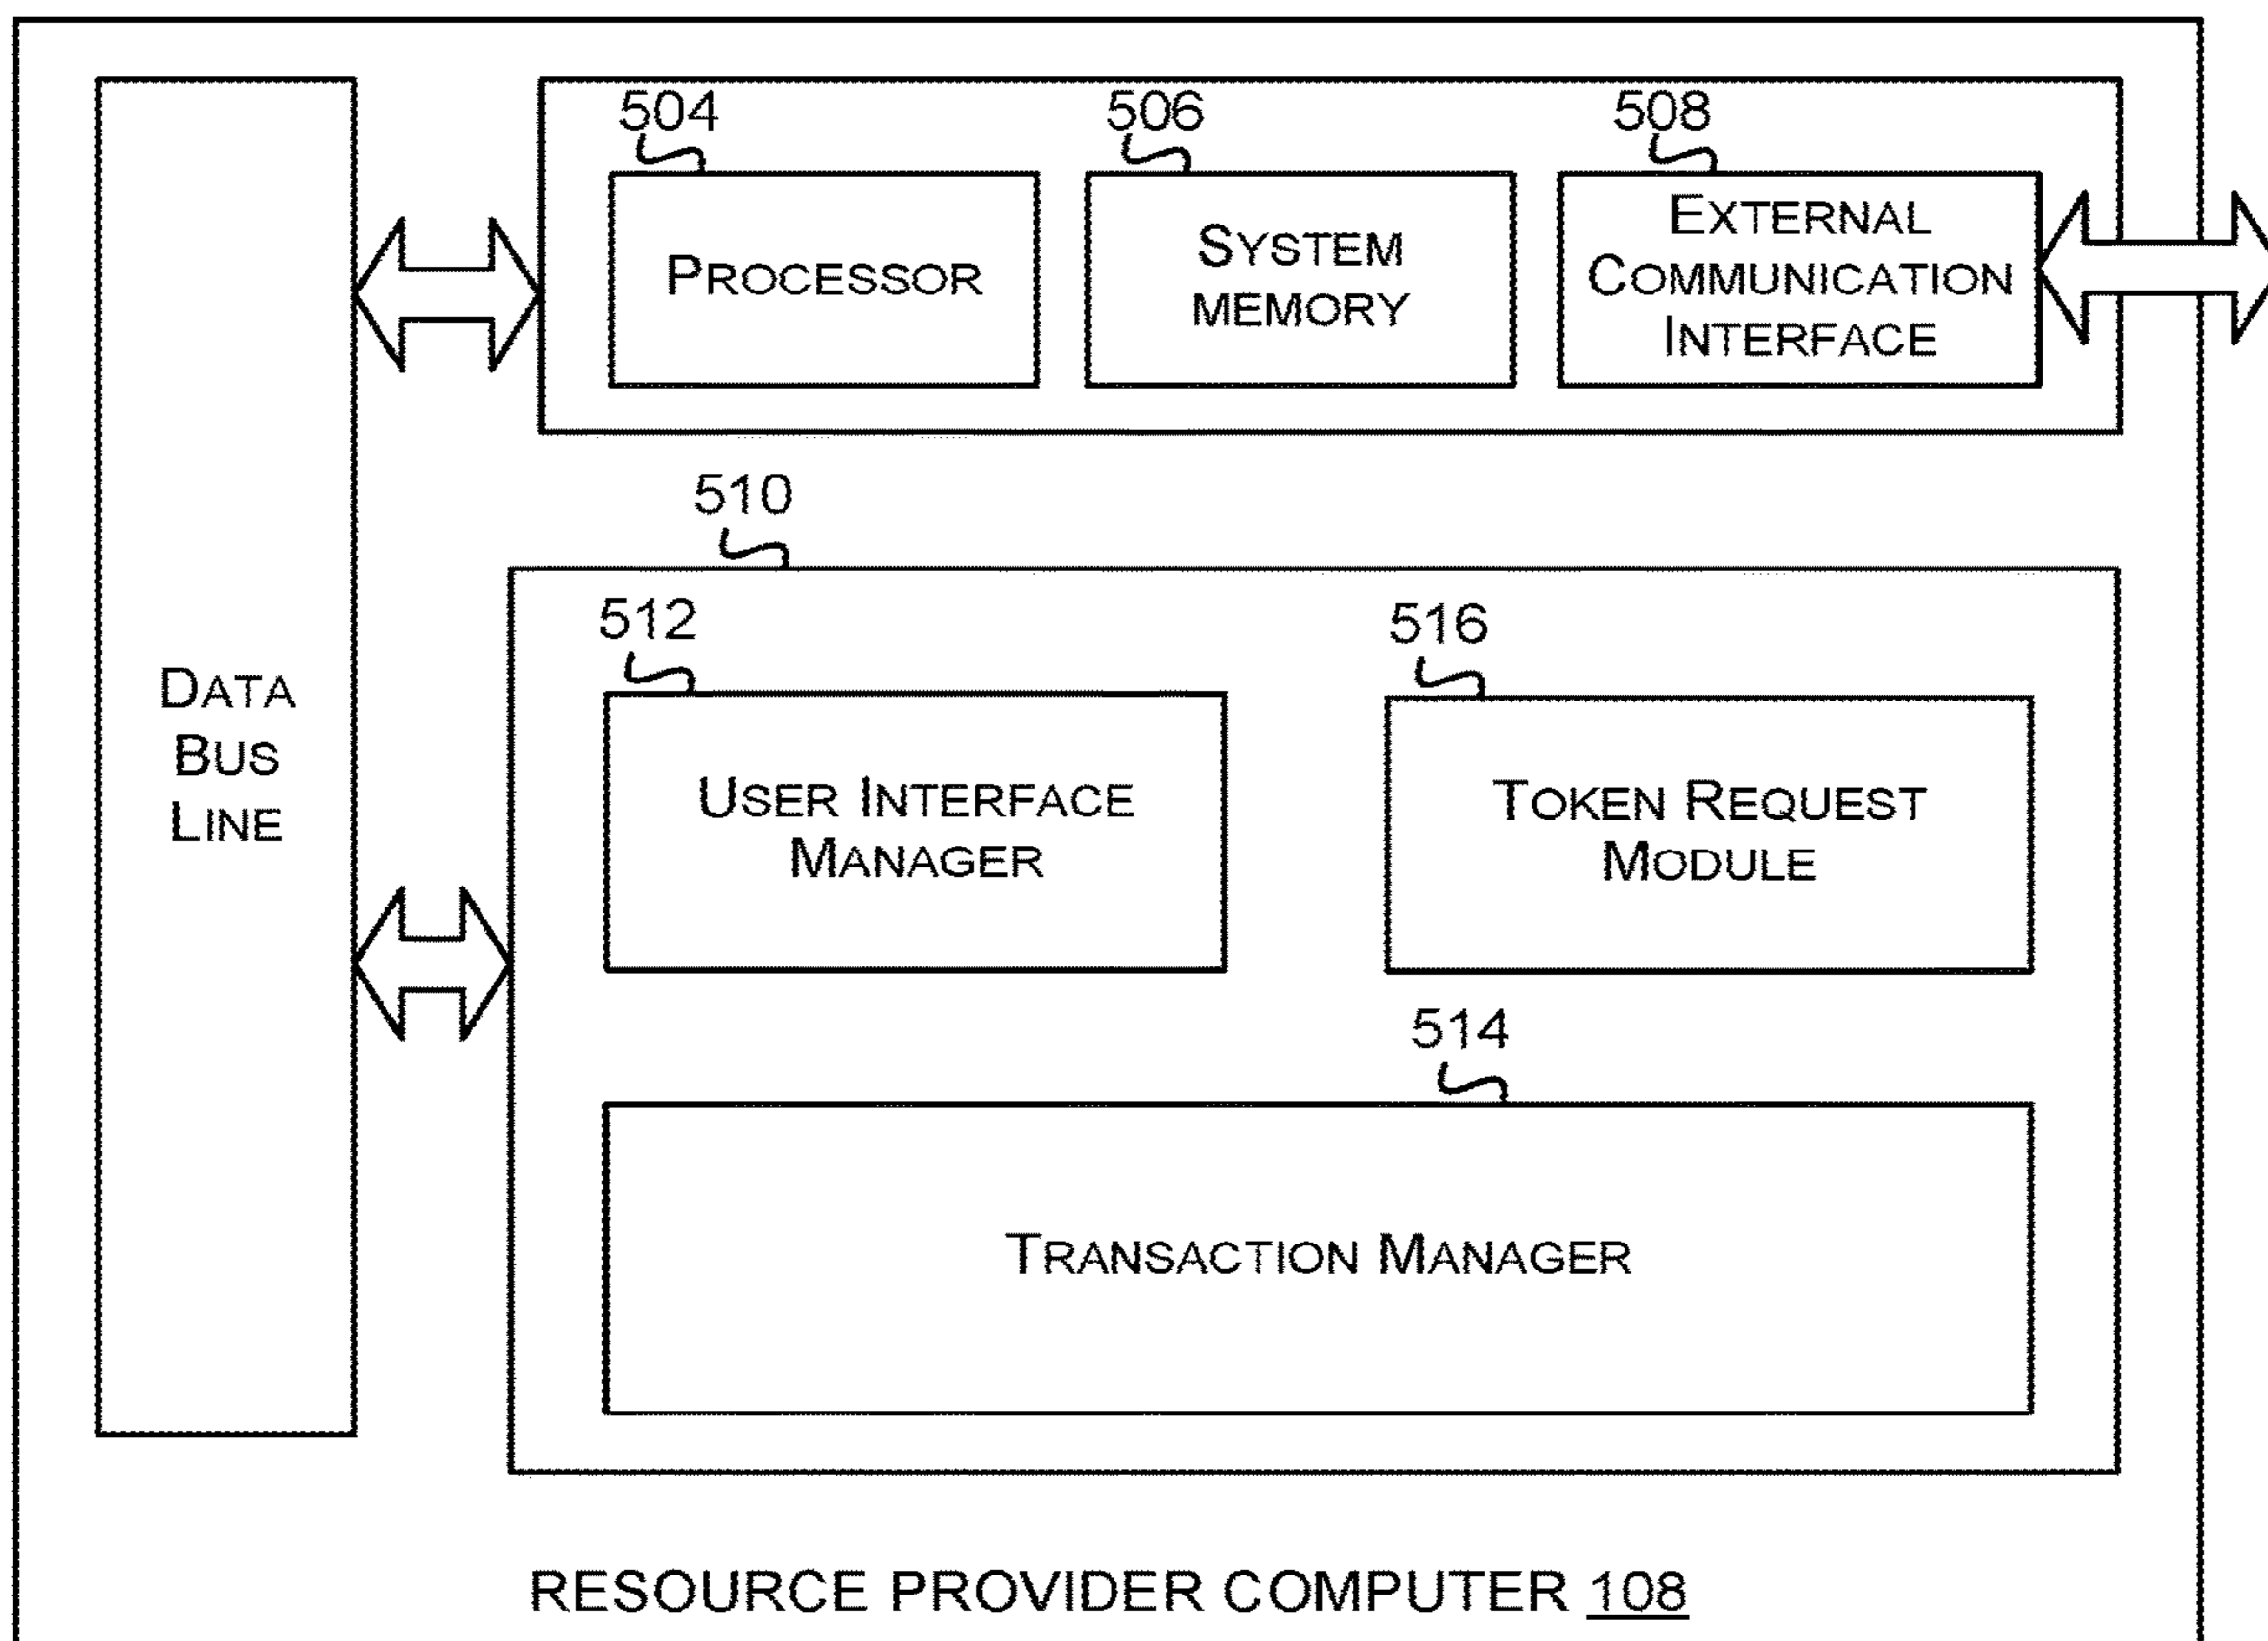 504
506
508
PROCESSOR
SYSTEM
MEMORY
EXTERNAL
COMMUNICATION
INTERFACE
510
512
516
DATA
BUS
LINE
USER INTERFACE
MANAGER
TOKEN REQUEST
MODULE
514
TRANSACTION MANAGER
RESOURCE PROVIDER COMPUTER 108